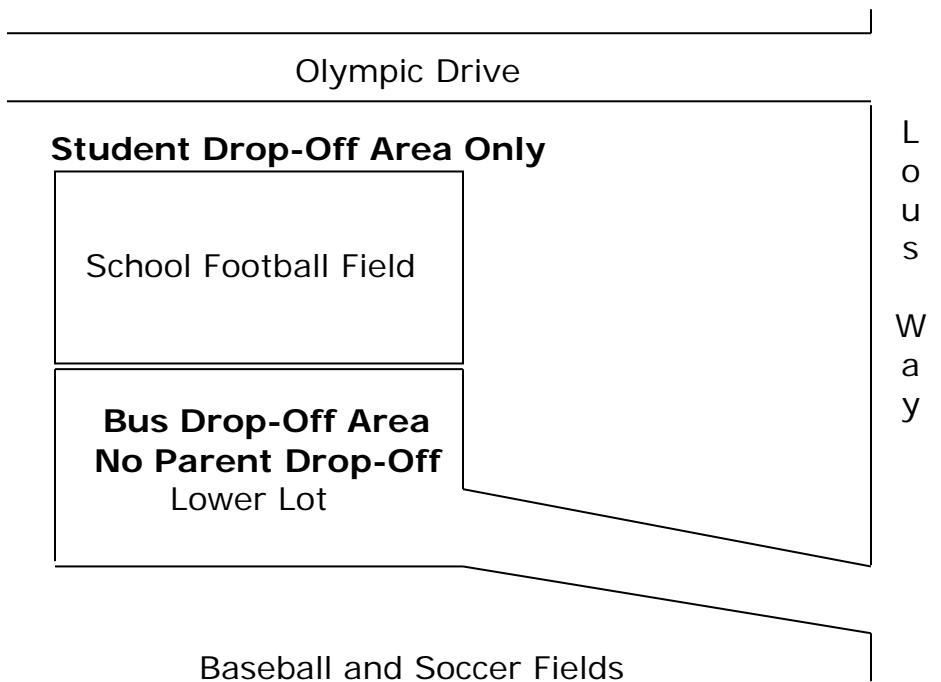 Olympic Drive
Student Drop-Off Area Only
School Football Field
Bus Drop-Off Area
No Parent Drop-Off
Lower Lot
Baseball and Soccer Fields
Lous Way